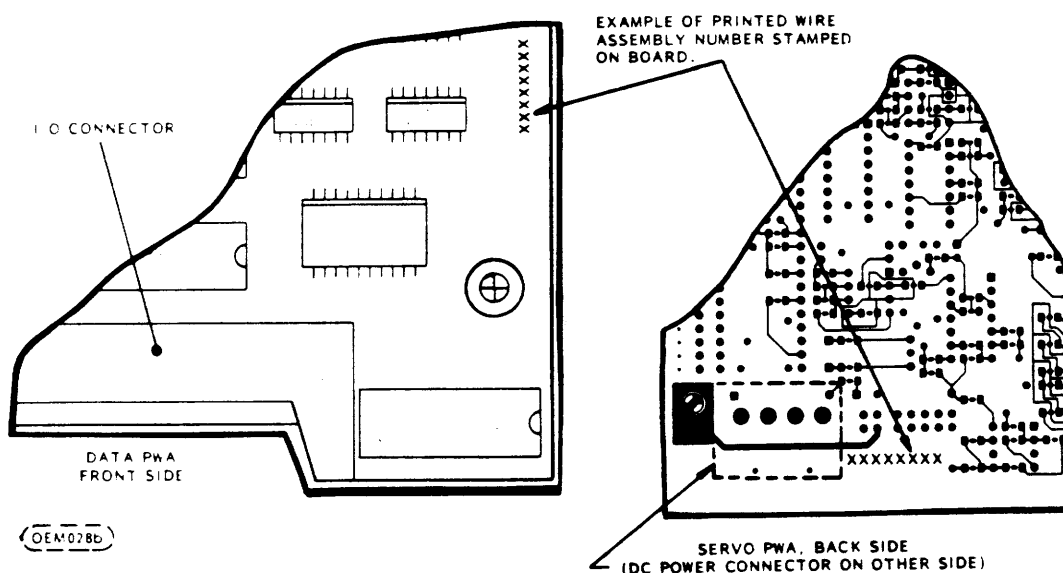 EXAMPLE OF PRINTED WIRE
ASSEMBLY NUMBER STAMPED
ON BOARD.
XXXXXXXX
I O CONNECTOR
DATA PWA
FRONT SIDE
XXXXXXXX
OEM028b
SERVO PWA, BACK SIDE
(DC POWER CONNECTOR ON OTHER SIDE)